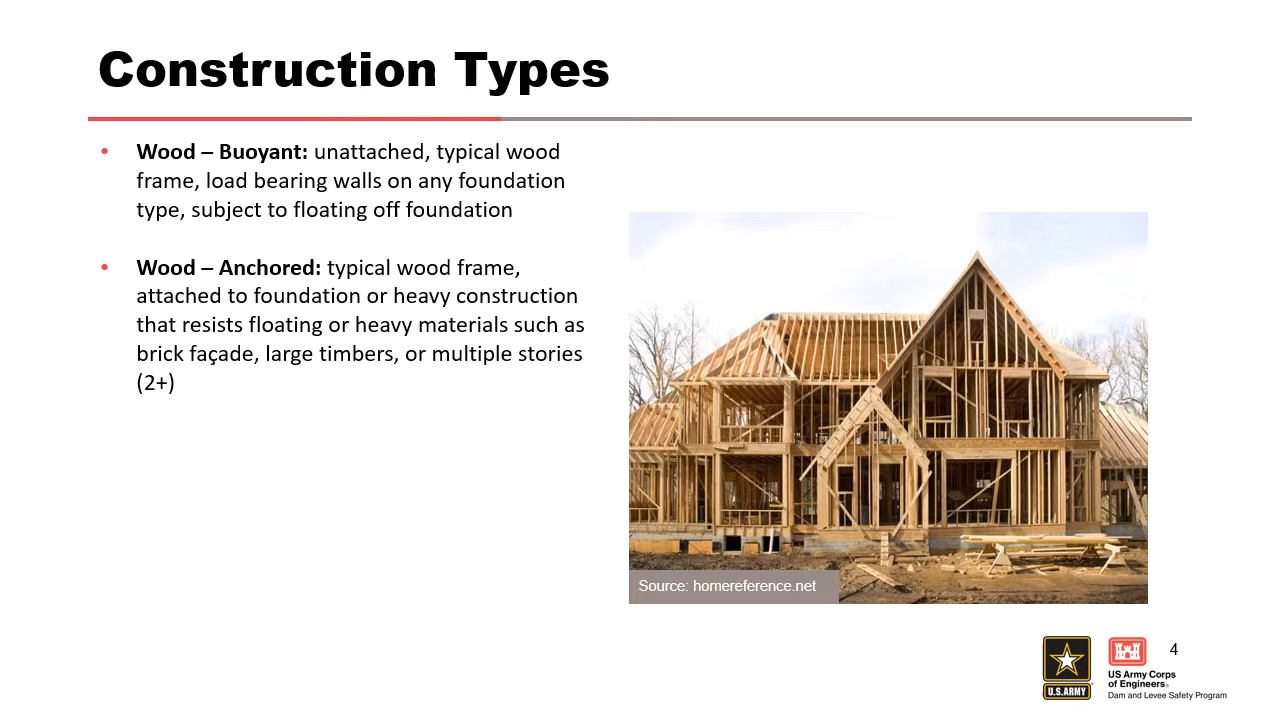 Construction Types
• Wood – Buoyant: unattached, typical wood
frame, load bearing walls on any foundation
type, subject to floating off foundation
• Wood – Anchored: typical wood frame,
attached to foundation or heavy construction
that resists floating or heavy materials such as
brick façade, large timbers, or multiple stories
(2+)
Source: homereference.net
4
U.S.ARMY
US Army Corps
of Engineers®
Dam and Levee Safety Program